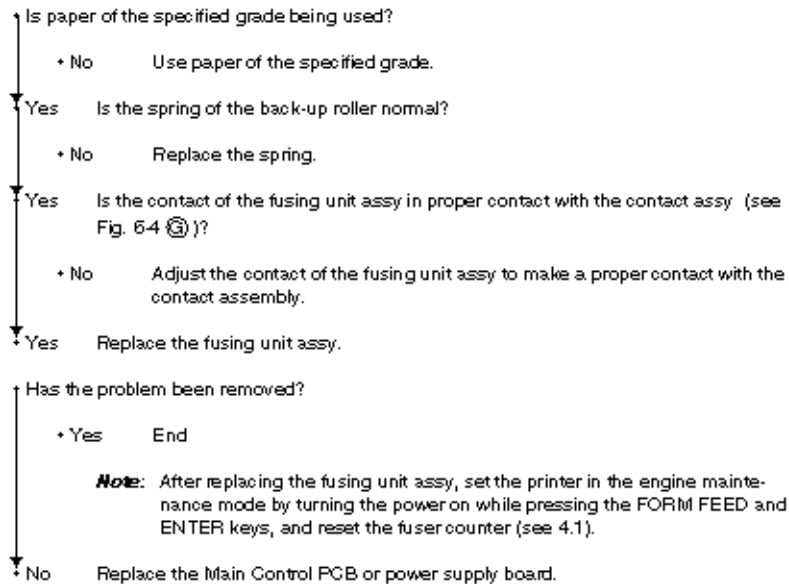 • Is paper of the specified grade being used?
• No Use paper of the specified grade.
• Yes Is the spring of the back-up roller normal?
• No Replace the spring.
• Yes Is the contact of the fusing unit assy in proper contact with the contact assy (see
Fig. 6-4 Ⓖ )?
• No Adjust the contact of the fusing unit assy to make a proper contact with the
contact assembly.
• Yes Replace the fusing unit assy.
• Has the problem been removed?
• Yes End
Note: After replacing the fusing unit assy, set the printer in the engine mainte-
nance mode by turning the power on while pressing the FORM FEED and
ENTER keys, and reset the fuser counter (see 4.1).
• No Replace the Main Control PCB or power supply board.